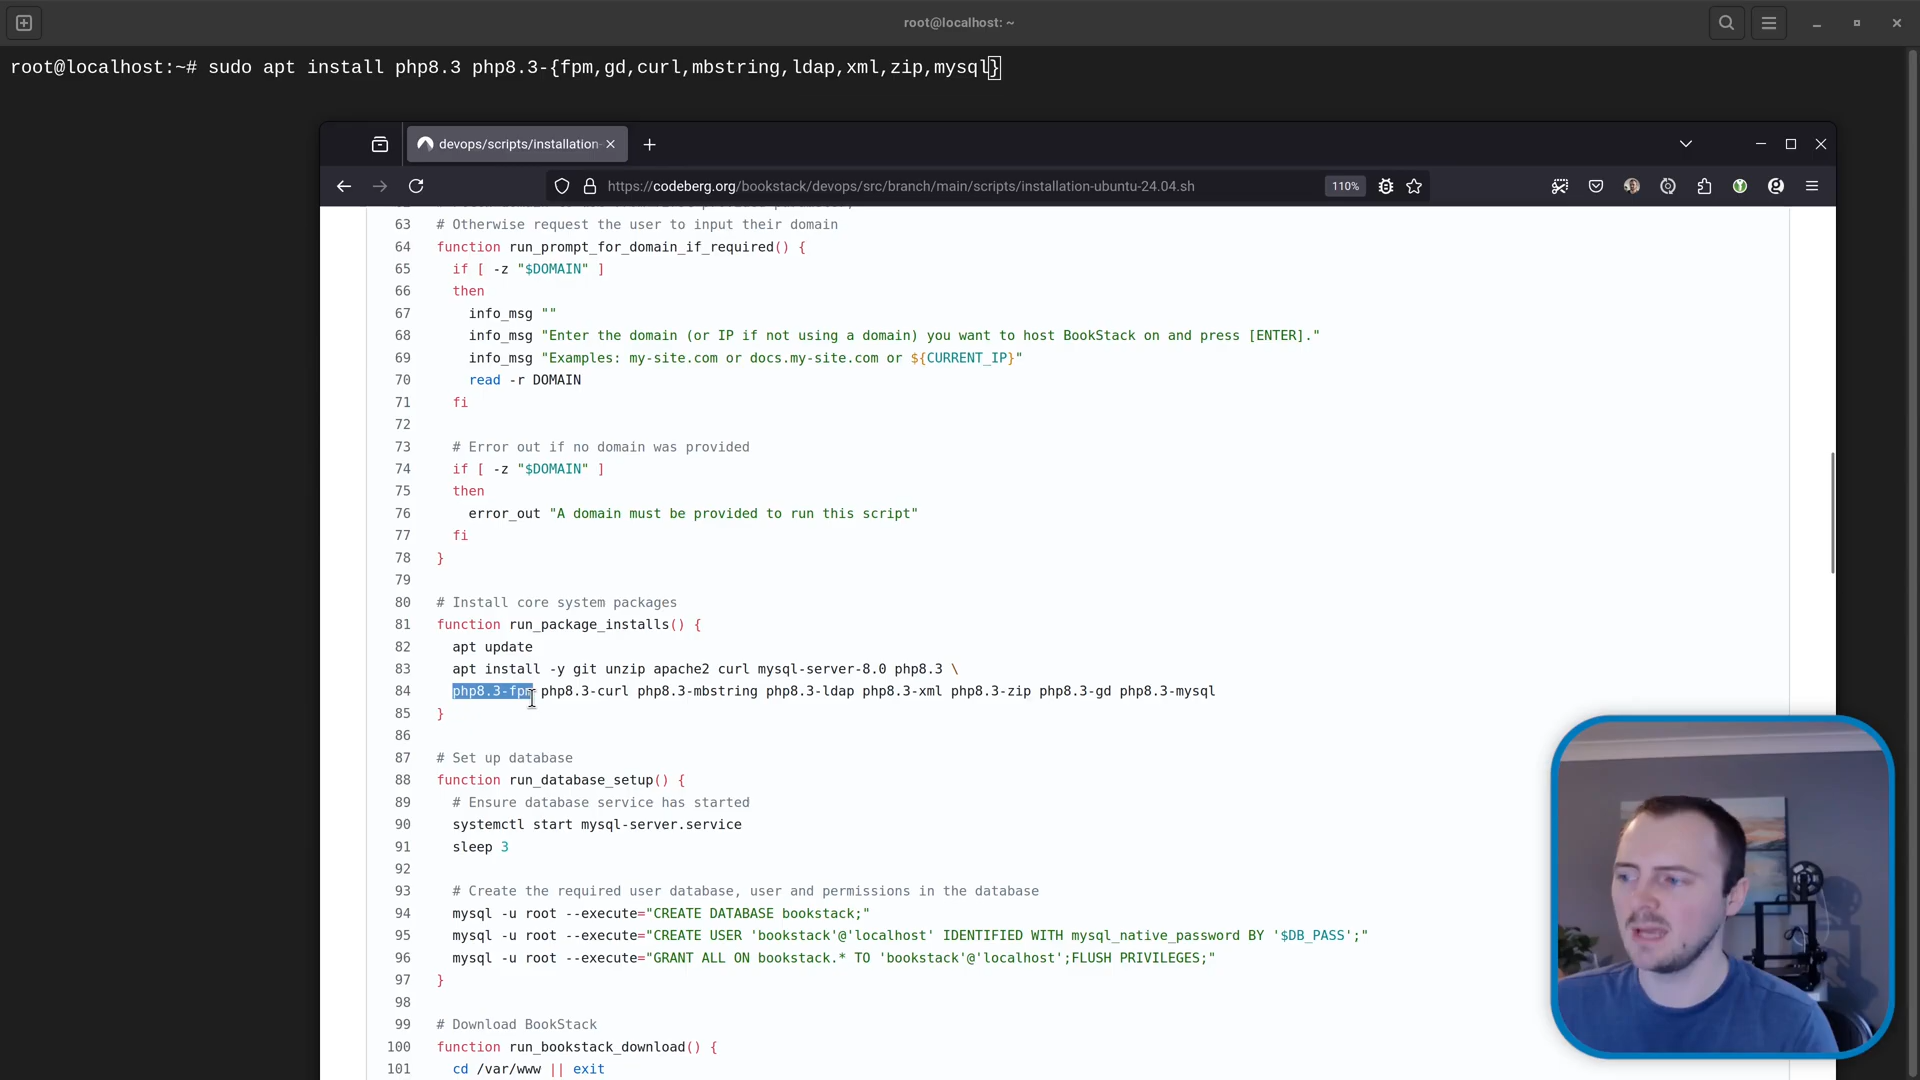 root@localhost: ~
root@localhost:~# sudo apt install php8.3 php8.3-{fpm,gd,curl,mbstring,ldap,xml,zip,mysql}
devops/scripts/installation-
https://codeberg.org/bookstack/devops/src/branch/main/scripts/installation-ubuntu-24.04.sh
110%
63 # Otherwise request the user to input their domain
64 function run_prompt_for_domain_if_required() {
65 if [ -z "$DOMAIN" ]
66 then
67 info_msg ""
68 info_msg "Enter the domain (or IP if not using a domain) you want to host BookStack on and press [ENTER]."
69 info_msg "Examples: my-site.com or docs.my-site.com or ${CURRENT_IP}"
70 read -r DOMAIN
71 fi
72
73 # Error out if no domain was provided
74 if [ -z "$DOMAIN" ]
75 then
76 error_out "A domain must be provided to run this script"
77 fi
78 }
79
80 # Install core system packages
81 function run_package_installs() {
82 apt update
83 apt install -y git unzip apache2 curl mysql-server-8.0 php8.3 \
84 php8.3-fpm php8.3-curl php8.3-mbstring php8.3-ldap php8.3-xml php8.3-zip php8.3-gd php8.3-mysql
85 }
86
87 # Set up database
88 function run_database_setup() {
89 # Ensure database service has started
90 systemctl start mysql-server.service
91 sleep 3
92
93 # Create the required user database, user and permissions in the database
94 mysql -u root --execute="CREATE DATABASE bookstack;"
95 mysql -u root --execute="CREATE USER 'bookstack'@'localhost' IDENTIFIED WITH mysql_native_password BY '$DB_PASS';"
96 mysql -u root --execute="GRANT ALL ON bookstack.* TO 'bookstack'@'localhost';FLUSH PRIVILEGES;"
97 }
98
99 # Download BookStack
100 function run_bookstack_download() {
101 cd /var/www || exit